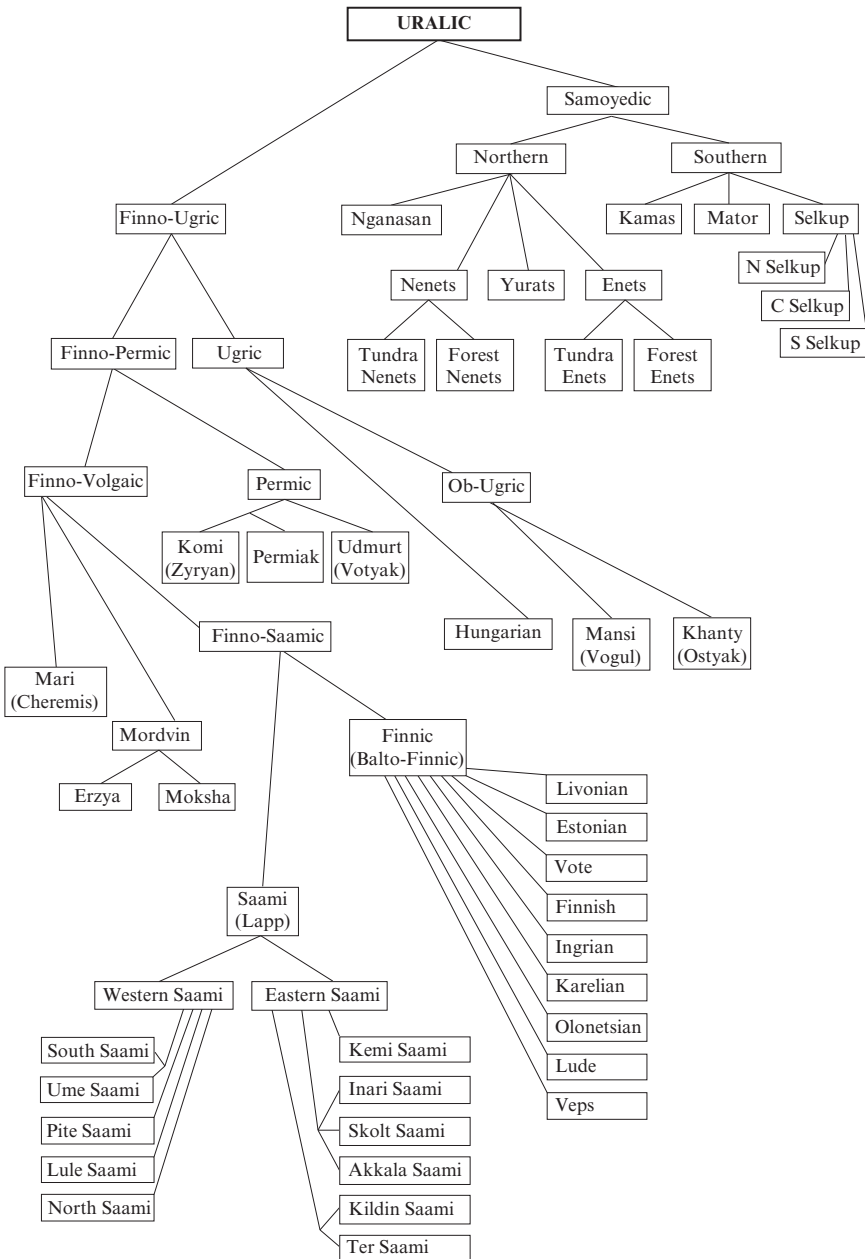 URALIC
Samoyedic
Northern
Southern
Finno-Ugric
Nganasan
Kamas
Mator
Selkup
N Selkup
Nenets
Yurats
Enets
C Selkup
S Selkup
Finno-Permic
Ugric
Tundra
Nenets
Forest
Nenets
Tundra
Enets
Forest
Enets
Finno-Volgaic
Permic
Ob-Ugric
Komi
(Zyryan)
Permiak
Udmurt
(Votyak)
Finno-Saamic
Hungarian
Mansi
(Vogul)
Khanty
(Ostyak)
Mari
(Cheremis)
Mordvin
Erzya
Moksha
Finnic
(Balto-Finnic)
Livonian
Estonian
Vote
Finnish
Ingrian
Karelian
Olonetsian
Lude
Veps
Saami
(Lapp)
Western Saami
Eastern Saami
South Saami
Ume Saami
Pite Saami
Lule Saami
North Saami
Kemi Saami
Inari Saami
Skolt Saami
Akkala Saami
Kildin Saami
Ter Saami